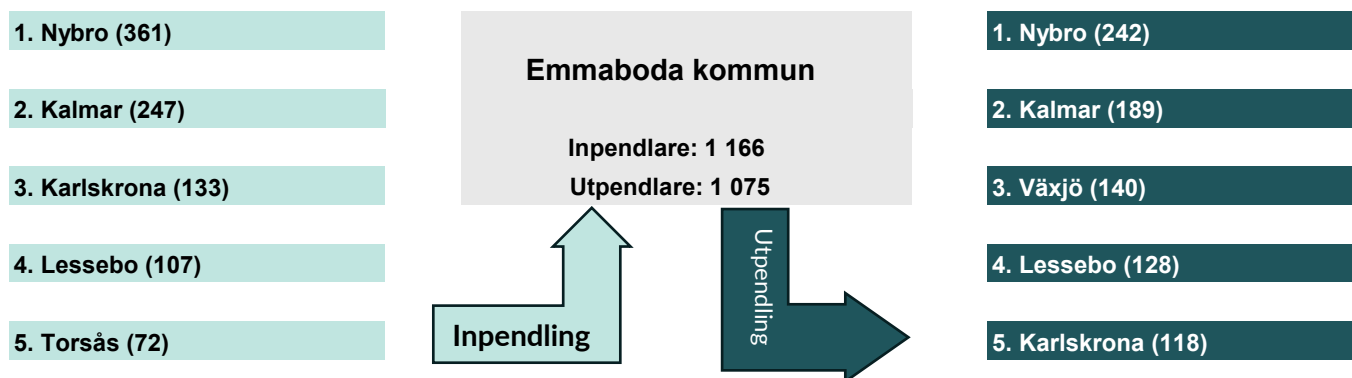 1. Nybro (361)
2. Kalmar (247)
3. Karlskrona (133)
4. Lessebo (107)
5. Torsås (72)
Emmaboda kommun
Inpendlare: 1 166
Utpendlare: 1 075
Inpendling
Utpendling
1. Nybro (242)
2. Kalmar (189)
3. Växjö (140)
4. Lessebo (128)
5. Karlskrona (118)